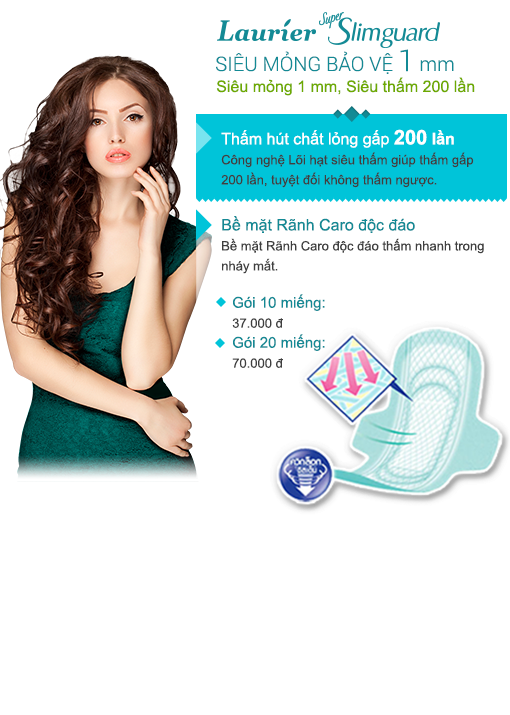 Laurier Super Slimguard
SIÊU MỎNG BẢO VỆ 1 mm
Siêu mỏng 1 mm, Siêu thấm 200 lần
Thấm hút chất lỏng gấp 200 lần
Công nghệ Lõi hạt siêu thấm giúp thấm gấp
200 lần, tuyệt đối không thấm ngược.
Bề mặt Rãnh Caro độc đáo
Bề mặt Rãnh Caro độc đáo thấm nhanh trong
nháy mắt.
Gói 10 miếng:
37.000 đ
Gói 20 miếng:
70.000 đ